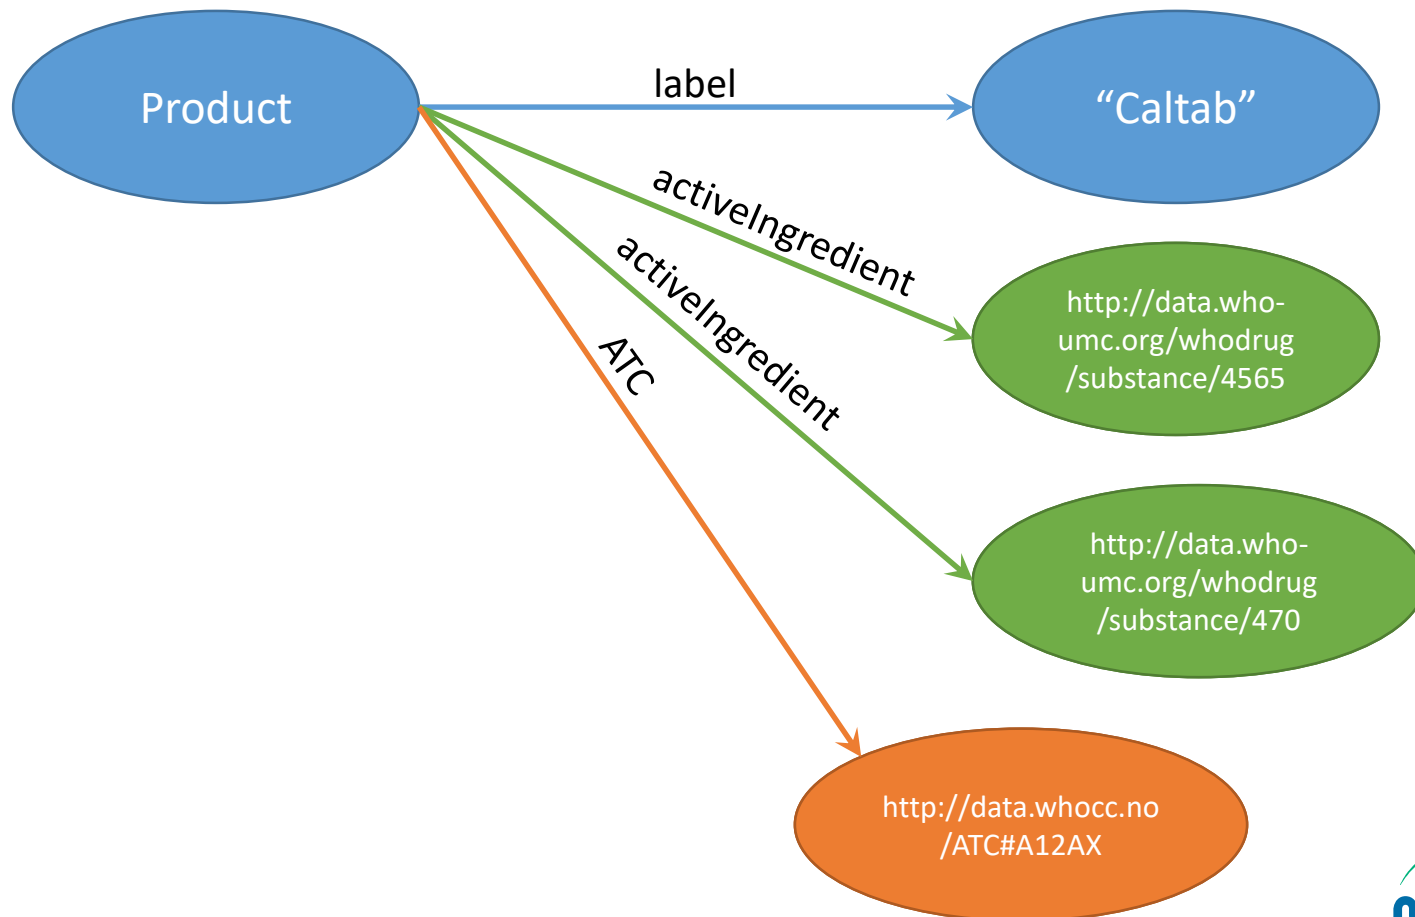 Product
label
“Caltab”
activeIngredient
http://data.who-
umc.org/whodrug
/substance/4565
activeIngredient
http://data.who-
umc.org/whodrug
/substance/470
ATC
http://data.whocc.no
/ATC#A12AX